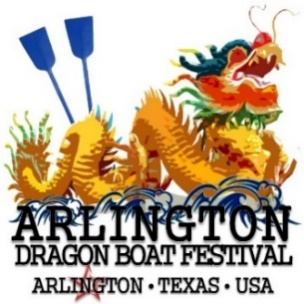 ARLINGTON
DRAGON BOAT FESTIVAL
ARLINGTON • TEXAS • USA